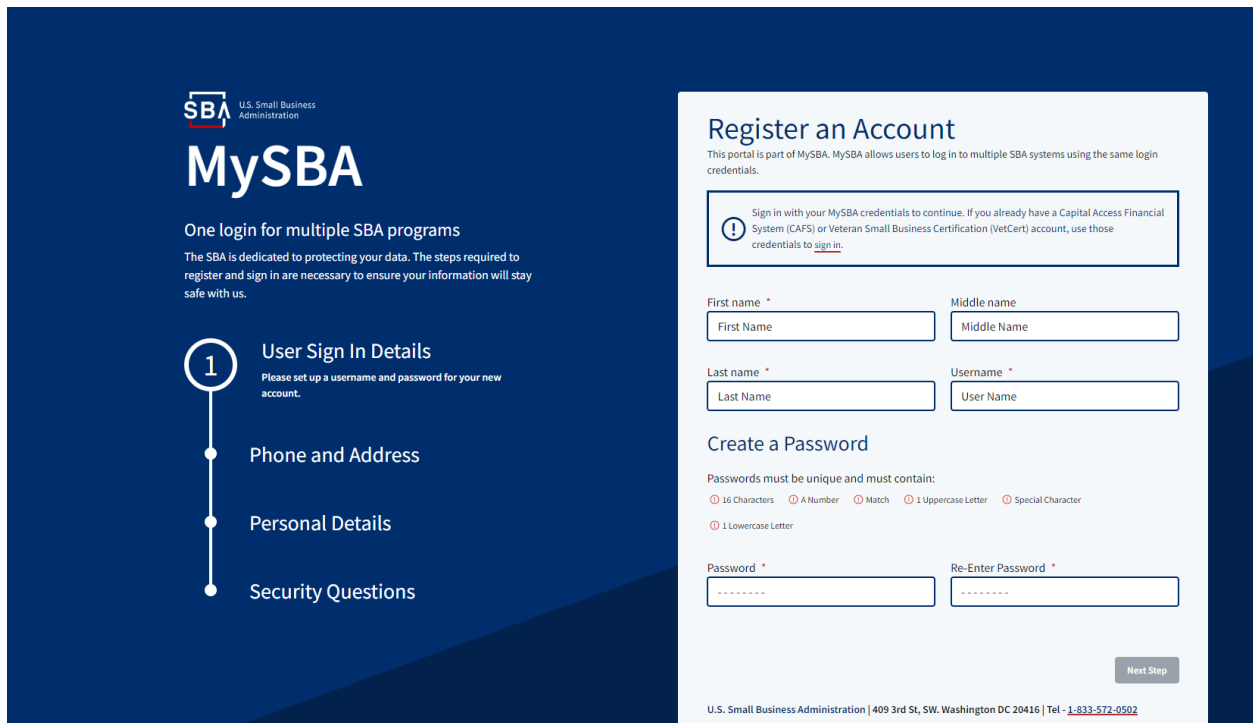 SBA
U.S. Small Business
Administration
MySBA
One login for multiple SBA programs
The SBA is dedicated to protecting your data. The steps required to
register and sign in are necessary to ensure your information will stay
safe with us.
1
User Sign In Details
Please set up a username and password for your new
account.
Phone and Address
Personal Details
Security Questions
Register an Account
This portal is part of MySBA. MySBA allows users to log in to multiple SBA systems using the same login
credentials.
Sign in with your MySBA credentials to continue. If you already have a Capital Access Financial
System (CAFS) or Veteran Small Business Certification (VetCert) account, use those
credentials to sign in.
First name *
Middle name
First Name
Middle Name
Last name *
Username *
Last Name
User Name
Create a Password
Passwords must be unique and must contain:
16 Characters A Number Match 1 Uppercase Letter Special Character
1 Lowercase Letter
Password *
Re-Enter Password *
--------
--------
Next Step
U.S. Small Business Administration | 409 3rd St, SW. Washington DC 20416 | Tel - 1-833-572-0502